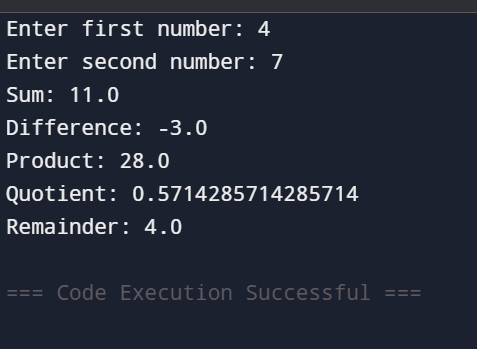 Enter first number: 4
Enter second number: 7
Sum: 11.0
Difference: -3.0
Product: 28.0
Quotient: 0.5714285714285714
Remainder: 4.0
=== Code Execution Successful ===